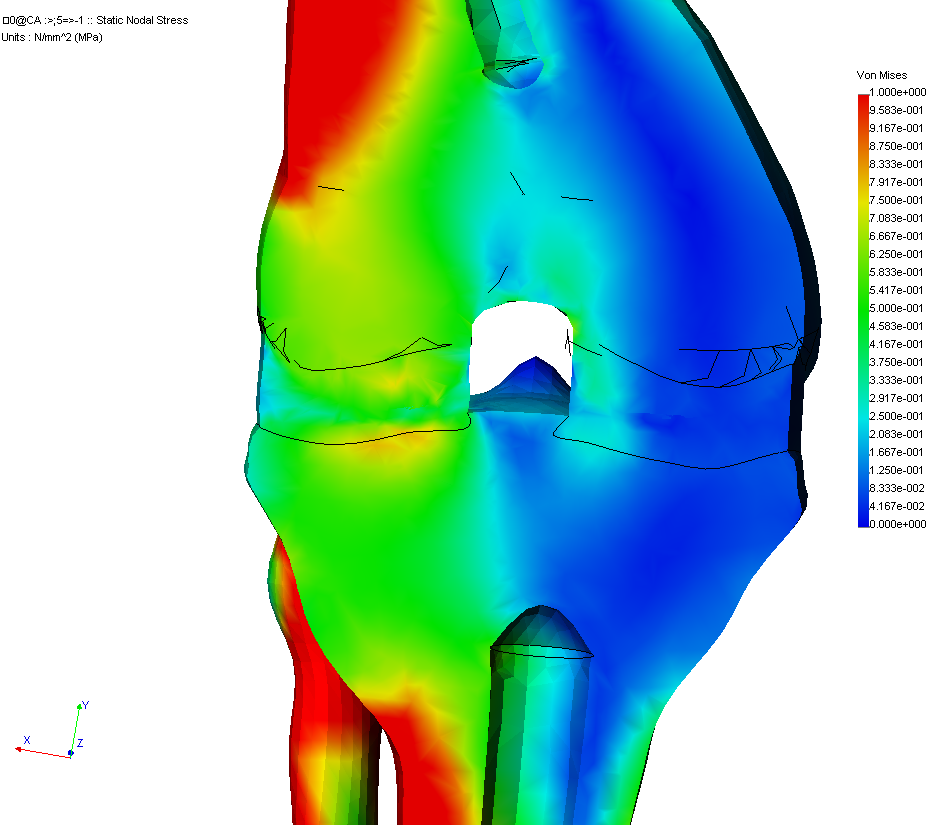 □0@CA :>;5=>-1 :: Static Nodal Stress
Units : N/mm^2 (MPa)
Von Mises
1.000e+000
9.583e-001
9.167e-001
8.750e-001
8.333e-001
7.917e-001
7.500e-001
7.083e-001
6.667e-001
6.250e-001
5.833e-001
5.417e-001
5.000e-001
4.583e-001
4.167e-001
3.750e-001
3.333e-001
2.917e-001
2.500e-001
2.083e-001
1.667e-001
1.250e-001
8.333e-002
4.167e-002
0.000e+000
Y
X
Z